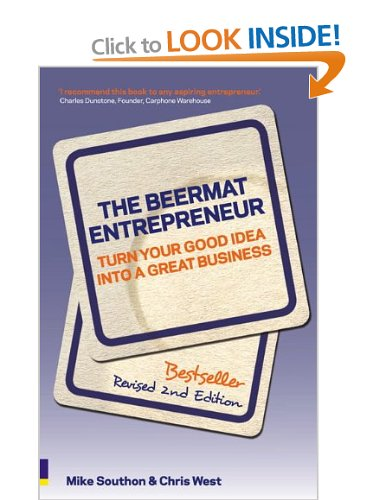 Click to LOOK INSIDE!
'I recommend this book to any aspiring entrepreneur.'
Charles Dunstone, Founder, Carphone Warehouse
THE BEERMAT
ENTREPRENEUR
TURN YOUR GOOD IDEA
INTO A GREAT BUSINESS
Bestseller
Revised 2nd Edition
Mike Southon & Chris West